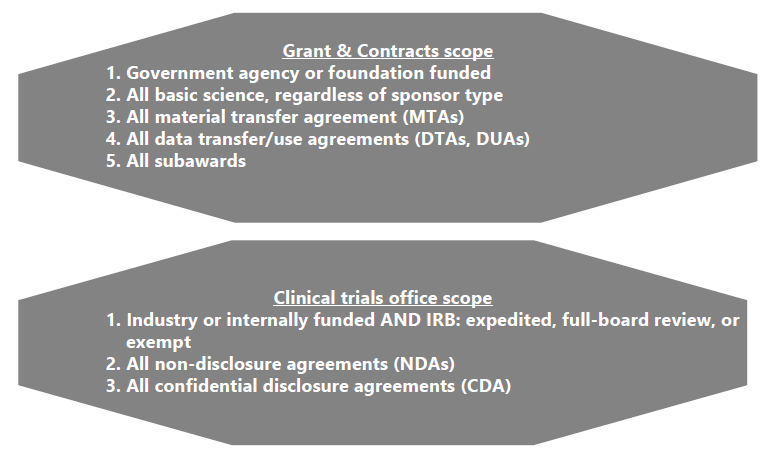 Grant & Contracts scope
1. Government agency or foundation funded
2. All basic science, regardless of sponsor type
3. All material transfer agreement (MTAs)
4. All data transfer/use agreements (DTAs, DUAs)
5. All subawards
Clinical trials office scope
1. Industry or internally funded AND IRB: expedited, full-board review, or
exempt
2. All non-disclosure agreements (NDAs)
3. All confidential disclosure agreements (CDA)